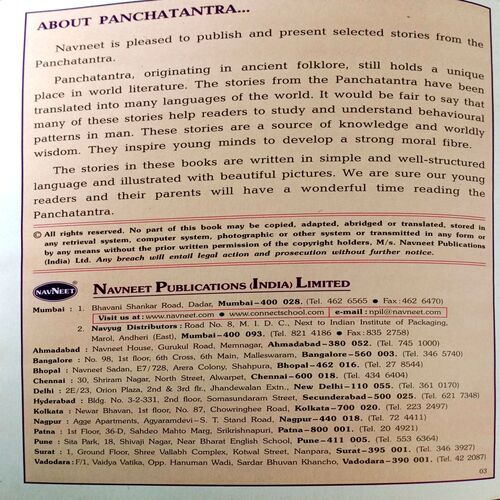 ABOUT PANCHATANTRA...
Navneet is pleased to publish and present selected stories from the
Panchatantra.
Panchatantra, originating in ancient folklore, still holds a unique
place in world literature. The stories from the Panchatantra have been
translated into many languages of the world. It would be fair to say that
many of these stories help readers to study and understand behavioural
patterns in man. These stories are a source of knowledge and worldly
wisdom. They inspire young minds to develop a strong moral fibre.
The stories in these books are written in simple and well-structured
language and illustrated with beautiful pictures. We are sure our young
readers and their parents will have a wonderful time reading the
Panchatantra.
© All rights reserved. No part of this book may be copied, adapted, abridged or translated, stored in
any retrieval system, computer system, photographic or other system or transmitted in any form or
by any means without the prior written permission of the copyright holders, M/s. Navneet Publications
(India) Ltd. Any breach will entail legal action and prosecution without further notice.
NAVNEET NAVNEET PUBLICATIONS (INDIA) LIMITED
Mumbai : 1. Bhavani Shankar Road, Dadar, Mumbai-400 028. (Tel. 462 6565 • Fax : 462 6470)
Visit us at : www.navneet.com • www.connectschool.com e-mail : npil@navneet.com
2. Navyug Distributors : Road No. 8, M. I. D. C., Next to Indian Institute of Packaging,
Marol, Andheri (East), Mumbai-400 093. (Tel. 821 4186 • Fax : 835 2758)
Ahmadabad : Navneet House, Gurukul Road, Memnagar, Ahmadabad-380 052. (Tel. 745 1000)
Bangalore : No. 98, 1st floor, 6th Cross, 6th Main, Malleswaram, Bangalore-560 003. (Tel. 346 5740)
Bhopal : Navneet Sadan, E7/728, Arera Colony, Shahpura, Bhopal-462 016. (Tel. 27 8544)
Chennai : 30, Shriram Nagar, North Street, Alwarpet, Chennai-600 018. (Tel. 434 6404)
Delhi : 2E/23, Orion Plaza, 2nd & 3rd flr., Jhandewalan Extn., New Delhi-110 055. (Tel. 361 0170)
Hyderabad : Bldg. No. 3-2-331, 2nd floor, Somasundaram Street, Secunderabad-500 025. (Tel. 621 7348)
Kolkata : Newar Bhavan, 1st floor, No. 87, Chowringhee Road, Kolkata-700 020. (Tel. 223 2497)
Nagpur : Agge Apartments, Agyaramdevi - S. T. Stand Road, Nagpur-440 018. (Tel. 72 4411)
Patna : 1st Floor, 36-D, Sahdeo Mahto Marg, Srikrishnapuri, Patna-800 001. (Tel. 20 4921)
Pune : Sita Park, 18, Shivaji Nagar, Near Bharat English School, Pune-411 005. (Tel. 553 6364)
Surat : 1, Ground Floor, Shree Vallabh Complex, Kotwal Street, Nanpara, Surat-395 001. (Tel. 346 3927)
Vadodara : F/1, Vaidya Vatika, Opp. Hanuman Wadi, Sardar Bhuvan Khancho, Vadodara-390 001. (Tel. 42 2087)
03